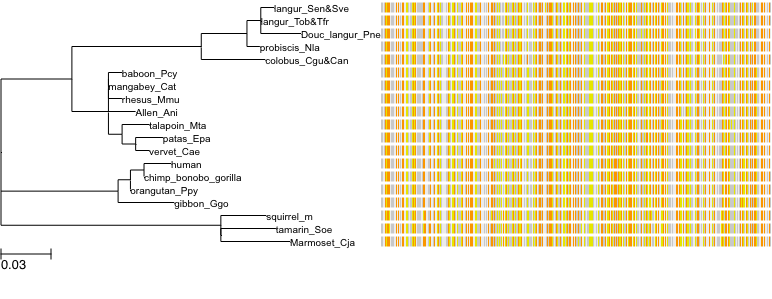 langur_Sen&Sve
langur_Tob&Tfr
Douc_langur_Pne
probiscis_Nla
colobus_Cgu&Can
baboon_Pcy
mangabey_Cat
rhesus_Mmu
Allen_Ani
talapoin_Mta
patas_Epa
vervet_Cae
human
chimp_bonobo_gorilla
orangutan_Ppy
gibbon_Ggo
squirrel_m
tamarin_Soe
Marmoset_Cja
0.03